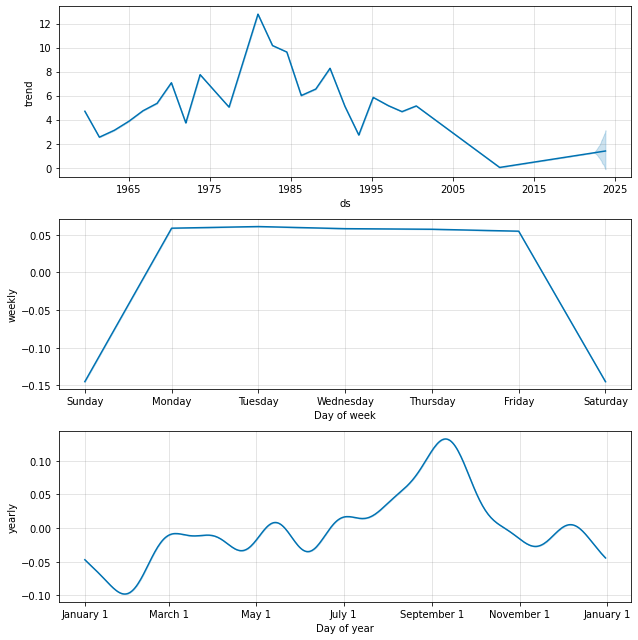 12
10
8
6
4
2
0
trend
1965 1975 1985 1995 2005 2015 2025
ds
0.05
0.00
−0.05
−0.10
−0.15
weekly
Sunday Monday Tuesday Wednesday Thursday Friday Saturday
Day of week
0.10
0.05
0.00
−0.05
−0.10
yearly
January 1 March 1 May 1 July 1 September 1 November 1 January 1
Day of year